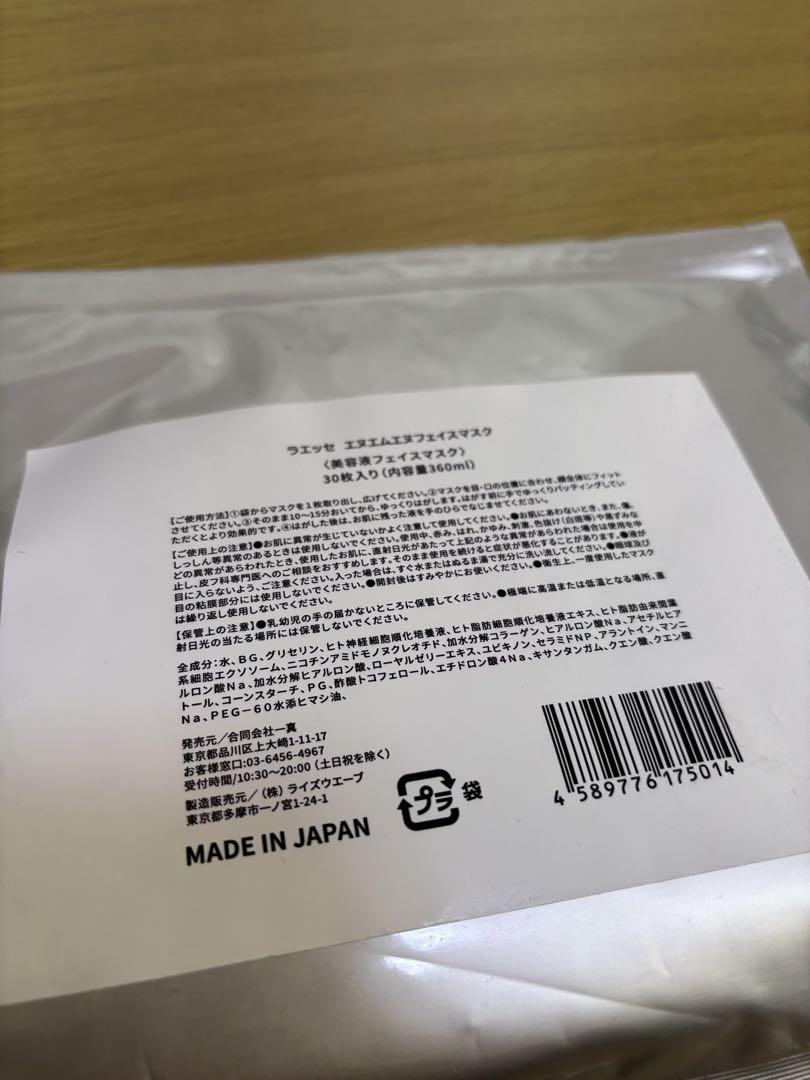 ラエッセ エヌエムエヌフェイスマスク
〈美容液フェイスマスク〉
30枚入り(内容量360ml)
【ご使用方法】①袋からマスクを1枚取り出し、広げてください。②マスクを目・口の位置に合わせ、顔全体にフィット
させてください。③そのまま10〜15分おいてから、ゆっくりはがします。はがす前に手でゆっくりパッティングしてい
ただくとより効果的です。④はがした後は、お肌に残った液を手のひらでなじませてください。
【ご使用上の注意】●お肌に異常が生じていないかよく注意して使用してください。●お肌にあわないとき、また、傷、
しっしん等異常のあるときは使用しないでください。使用中、赤み、はれ、かゆみ、刺激、色抜け(白斑等)や黒ずみな
どの異常があらわれたとき、使用したお肌に、直射日光があたって上記のような異常があらわれた場合は使用を中
止し、皮フ科専門医へのご相談をおすすめします。そのまま使用を続けると症状が悪化することがあります。●液が
目に入らないよう、ご注意ください。入った場合は、すぐ水またはぬるま湯で充分に洗い流してください。●眼球及び
目の粘膜部分には使用しないでください。●開封後はすみやかにお使いください。●衛生上、一度使用したマスク
は繰り返し使用しないでください。
【保管上の注意】●乳幼児の手の届かないところに保管してください。●極端に高温または低温となる場所、直
射日光の当たる場所には保管しないでください。
全成分:水、BG、グリセリン、ヒト神経細胞順化培養液、ヒト脂肪細胞順化培養液エキス、ヒト脂肪由来間葉
系細胞エクソソーム、ニコチンアミドモノヌクレオチド、加水分解コラーゲン、ヒアルロン酸Na、アセチルヒア
ルロン酸Na、加水分解ヒアルロン酸、ローヤルゼリーエキス、ユビキノン、セラミドNP、アラントイン、マンニ
トール、コーンスターチ、PG、酢酸トコフェロール、エチドロン酸4Na、キサンタンガム、クエン酸、クエン酸
Na、PEG-60水添ヒマシ油、
発売元/合同会社一真
東京都品川区上大崎1-11-17
お客様窓口:03-6456-4967
受付時間/10:30〜20:00(土日祝を除く)
製造販売元/(株)ライズウエーブ
東京都多摩市一ノ宮1-24-1
MADE IN JAPAN
プラ 袋
4 589776 175014